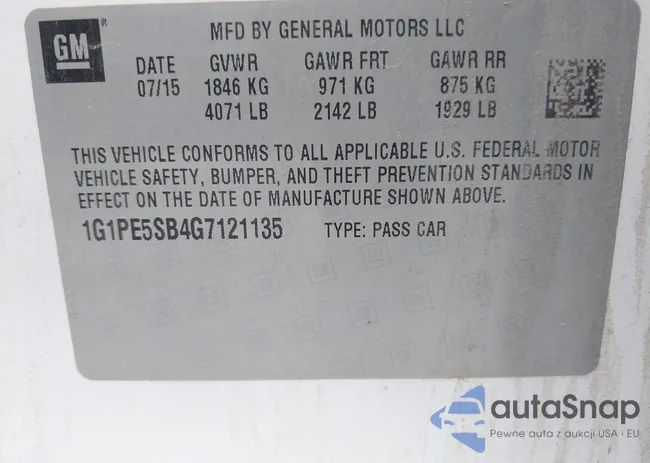 GM®
MFD BY GENERAL MOTORS LLC
DATE GVWR GAWR FRT GAWR RR
07/15 1846 KG 971 KG 875 KG
4071 LB 2142 LB 1929 LB
THIS VEHICLE CONFORMS TO ALL APPLICABLE U.S. FEDERAL MOTOR
VEHICLE SAFETY, BUMPER, AND THEFT PREVENTION STANDARDS IN
EFFECT ON THE DATE OF MANUFACTURE SHOWN ABOVE.
1G1PE5SB4G7121135 TYPE: PASS CAR
autaSnap
Pewne auta z aukcji USA i EU